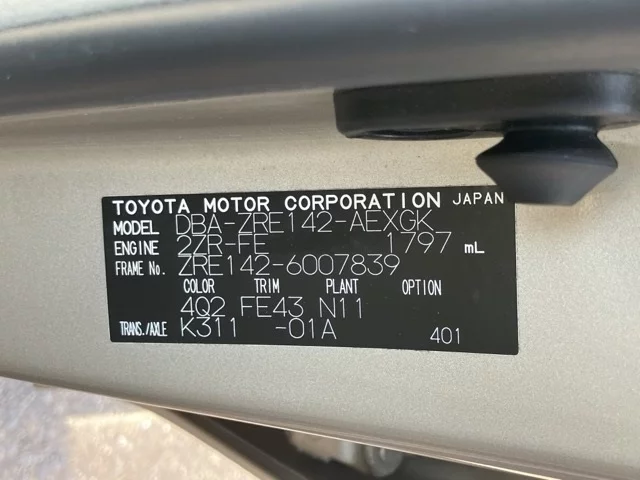 TOYOTA MOTOR CORPORATION JAPAN
MODEL DBA-ZRE142-AEXGK
ENGINE 2ZR-FE 1797 mL
FRAME No. ZRE142-6007839
COLOR TRIM PLANT OPTION
4Q2 FE43 N11
TRANS./AXLE K311 -01A 401